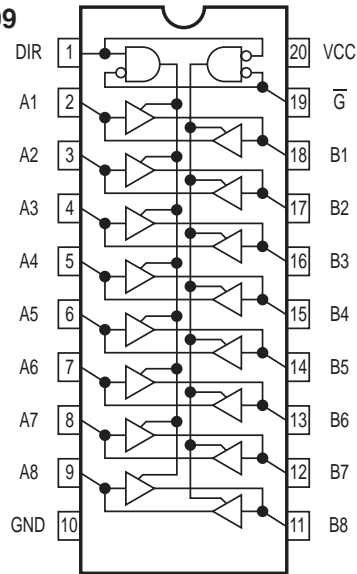 09
DIR 1 20 VCC
A1 2 19 G̅
A2 3 18 B1
A3 4 17 B2
A4 5 16 B3
A5 6 15 B4
A6 7 14 B5
A7 8 13 B6
A8 9 12 B7
GND 10 11 B8